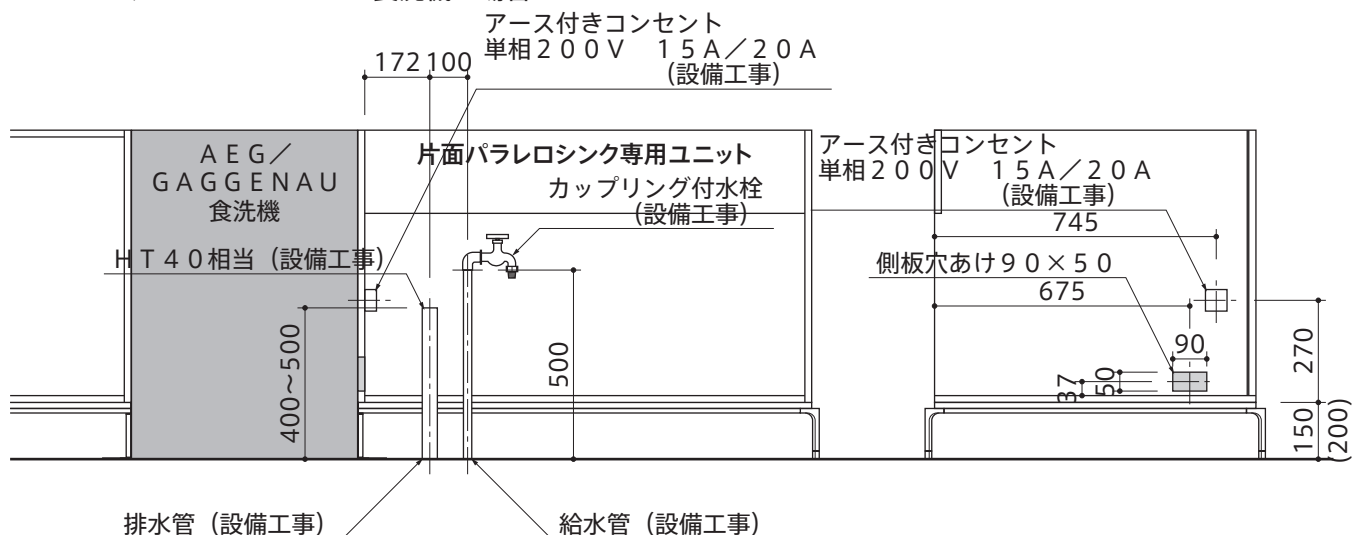 アース付きコンセント
単相２００Ｖ　１５Ａ／２０Ａ
(設備工事)
172
100
ＡＥＧ／
ＧＡＧＧＥＮＡＵ
食洗機
片面パラレロシンク専用ユニット
カップリング付水栓
(設備工事)
アース付きコンセント
単相２００Ｖ　１５Ａ／２０Ａ
(設備工事)
745
ＨＴ４０相当（設備工事）
側板穴あけ９０×５０
675
400～500
500
90
50
37
270
150
(200)
排水管（設備工事）
給水管（設備工事）